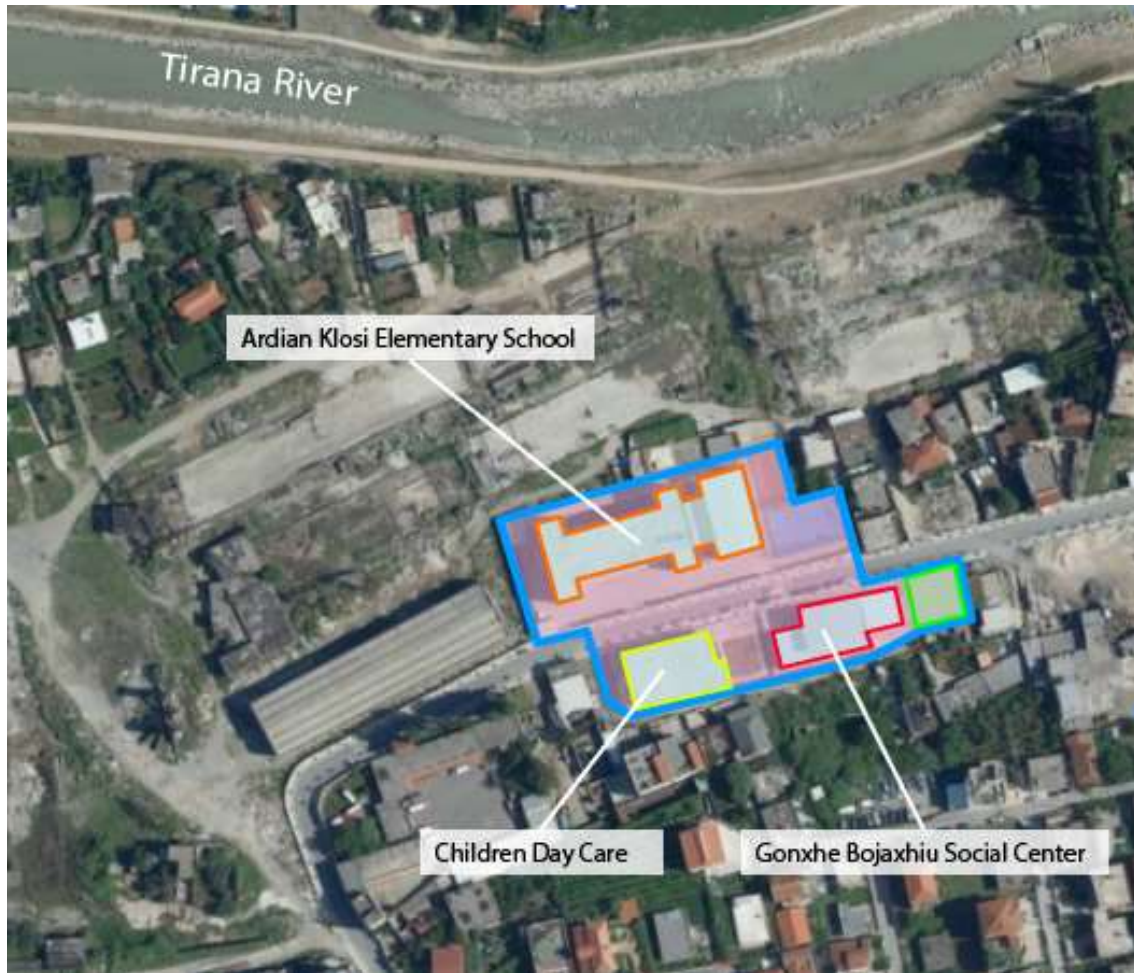 Tirana River
Ardian Klosi Elementary School
Children Day Care
Gonxhe Bojaxhiu Social Center